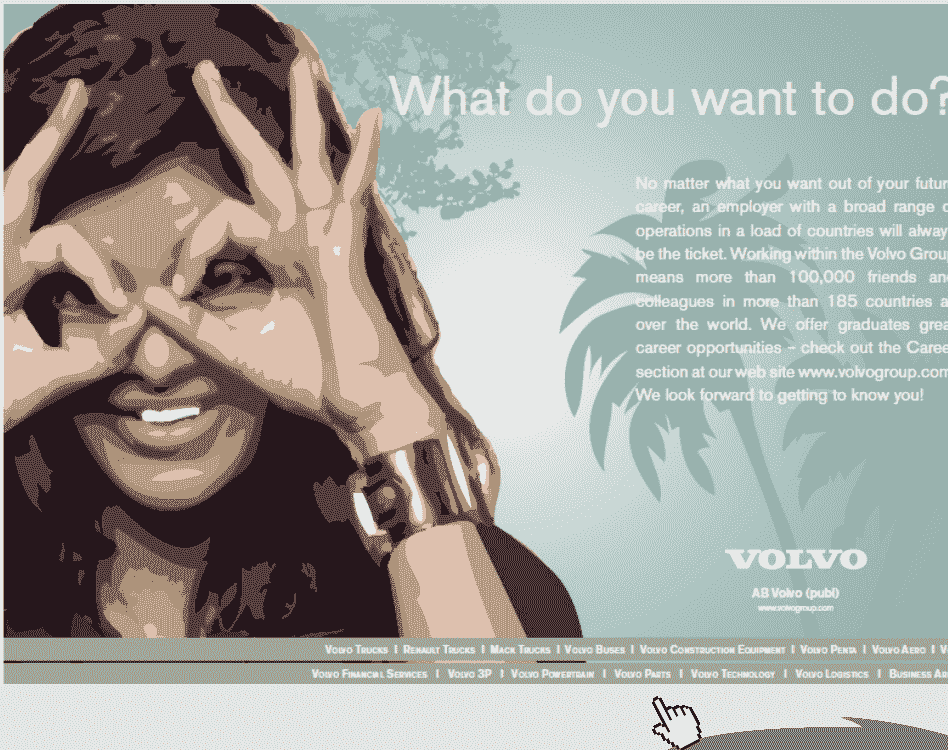 What do you want to do?
No matter what you want out of your futur
career, an employer with a broad range o
operations in a load of countries will alway
be the ticket. Working within the Volvo Grou
means more than 100,000 friends an
colleagues in more than 185 countries a
over the world. We offer graduates grea
career opportunities – check out the Caree
section at our web site www.volvogroup.com
We look forward to getting to know you!
VOLVO
AB Volvo (publ)
www.volvogroup.com
Volvo Trucks | Renault Trucks | Mack Trucks | Volvo Buses | Volvo Construction Equipment | Volvo Penta | Volvo Aero | V
Volvo Financial Services | Volvo 3P | Volvo Powertrain | Volvo Parts | Volvo Technology | Volvo Logistics | Business Ar